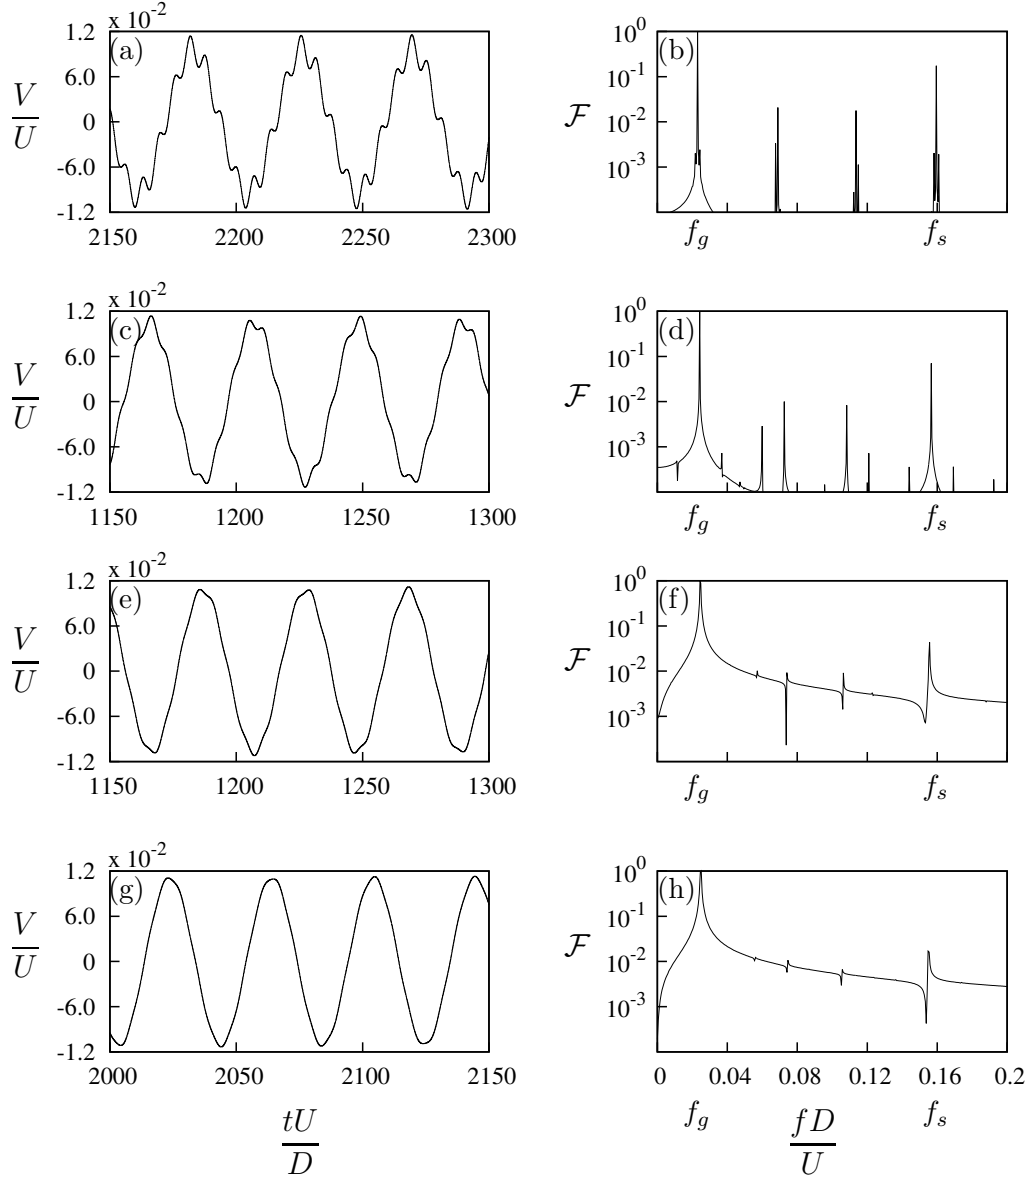 x 10-2
1.2 (a) 10^0 (b)
6.0 10^-1
V/U 0 F 10^-2
-6.0 10^-3
-1.2
2150 2200 2250 2300 f_g f_s
x 10-2
1.2 (c) 10^0 (d)
6.0 10^-1
V/U 0 F 10^-2
-6.0 10^-3
-1.2
1150 1200 1250 1300 f_g f_s
x 10-2
1.2 (e) 10^0 (f)
6.0 10^-1
V/U 0 F 10^-2
-6.0 10^-3
-1.2
1150 1200 1250 1300 f_g f_s
x 10-2
1.2 (g) 10^0 (h)
6.0 10^-1
V/U 0 F 10^-2
-6.0 10^-3
-1.2
2000 2050 2100 2150 0 0.04 0.08 0.12 0.16 0.2
f_g f_s
tU/D fD/U